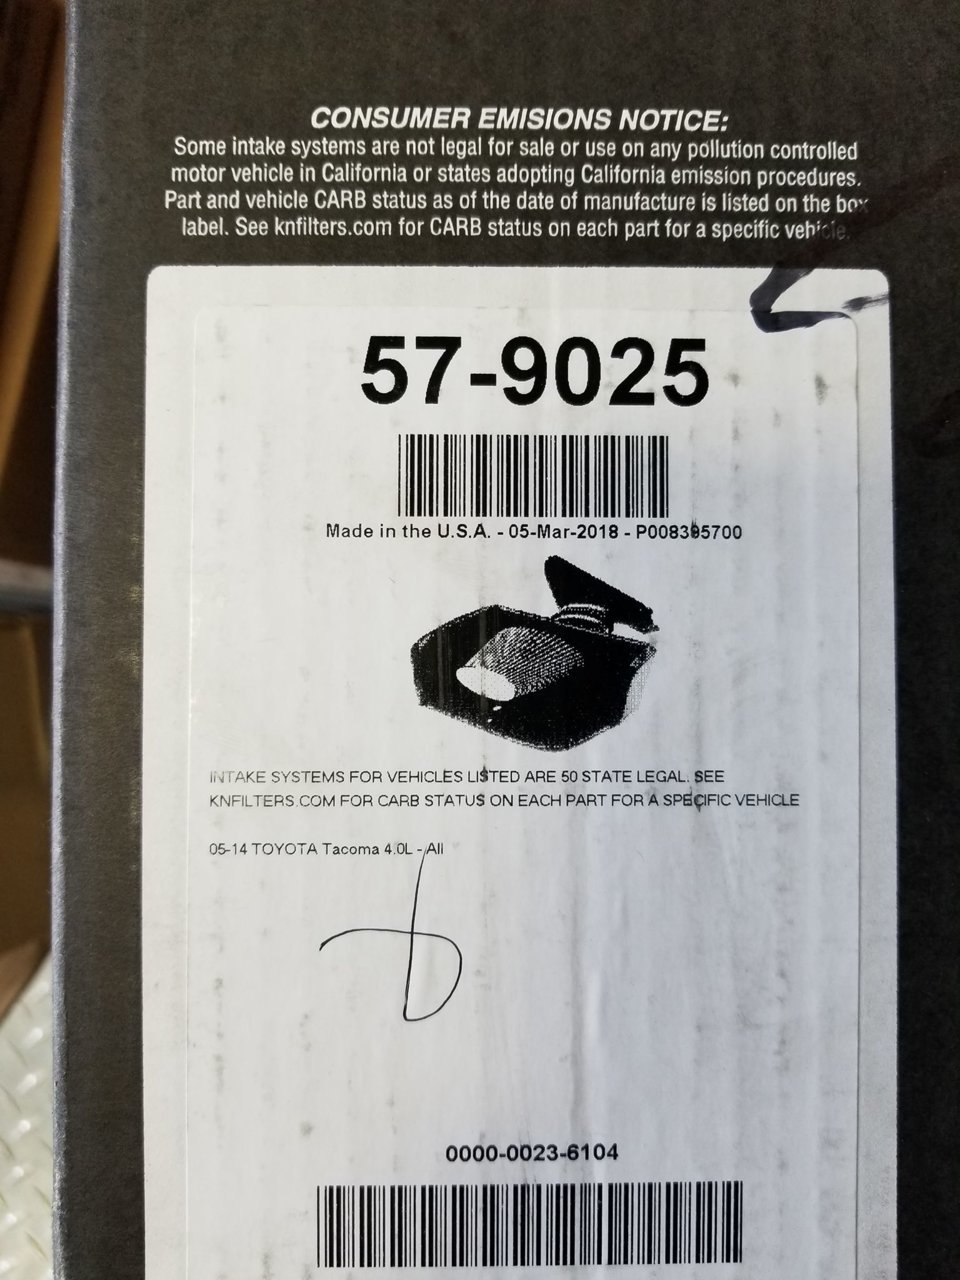 CONSUMER EMISIONS NOTICE:
Some intake systems are not legal for sale or use on any pollution controlled
motor vehicle in California or states adopting California emission procedures.
Part and vehicle CARB status as of the date of manufacture is listed on the box
label. See knfilters.com for CARB status on each part for a specific vehicle.
57-9025
Made in the U.S.A. - 05-Mar-2018 - P008395700
INTAKE SYSTEMS FOR VEHICLES LISTED ARE 50 STATE LEGAL. SEE
KNFILTERS.COM FOR CARB STATUS ON EACH PART FOR A SPECIFIC VEHICLE
05-14 TOYOTA Tacoma 4.0L - All
0000-0023-6104